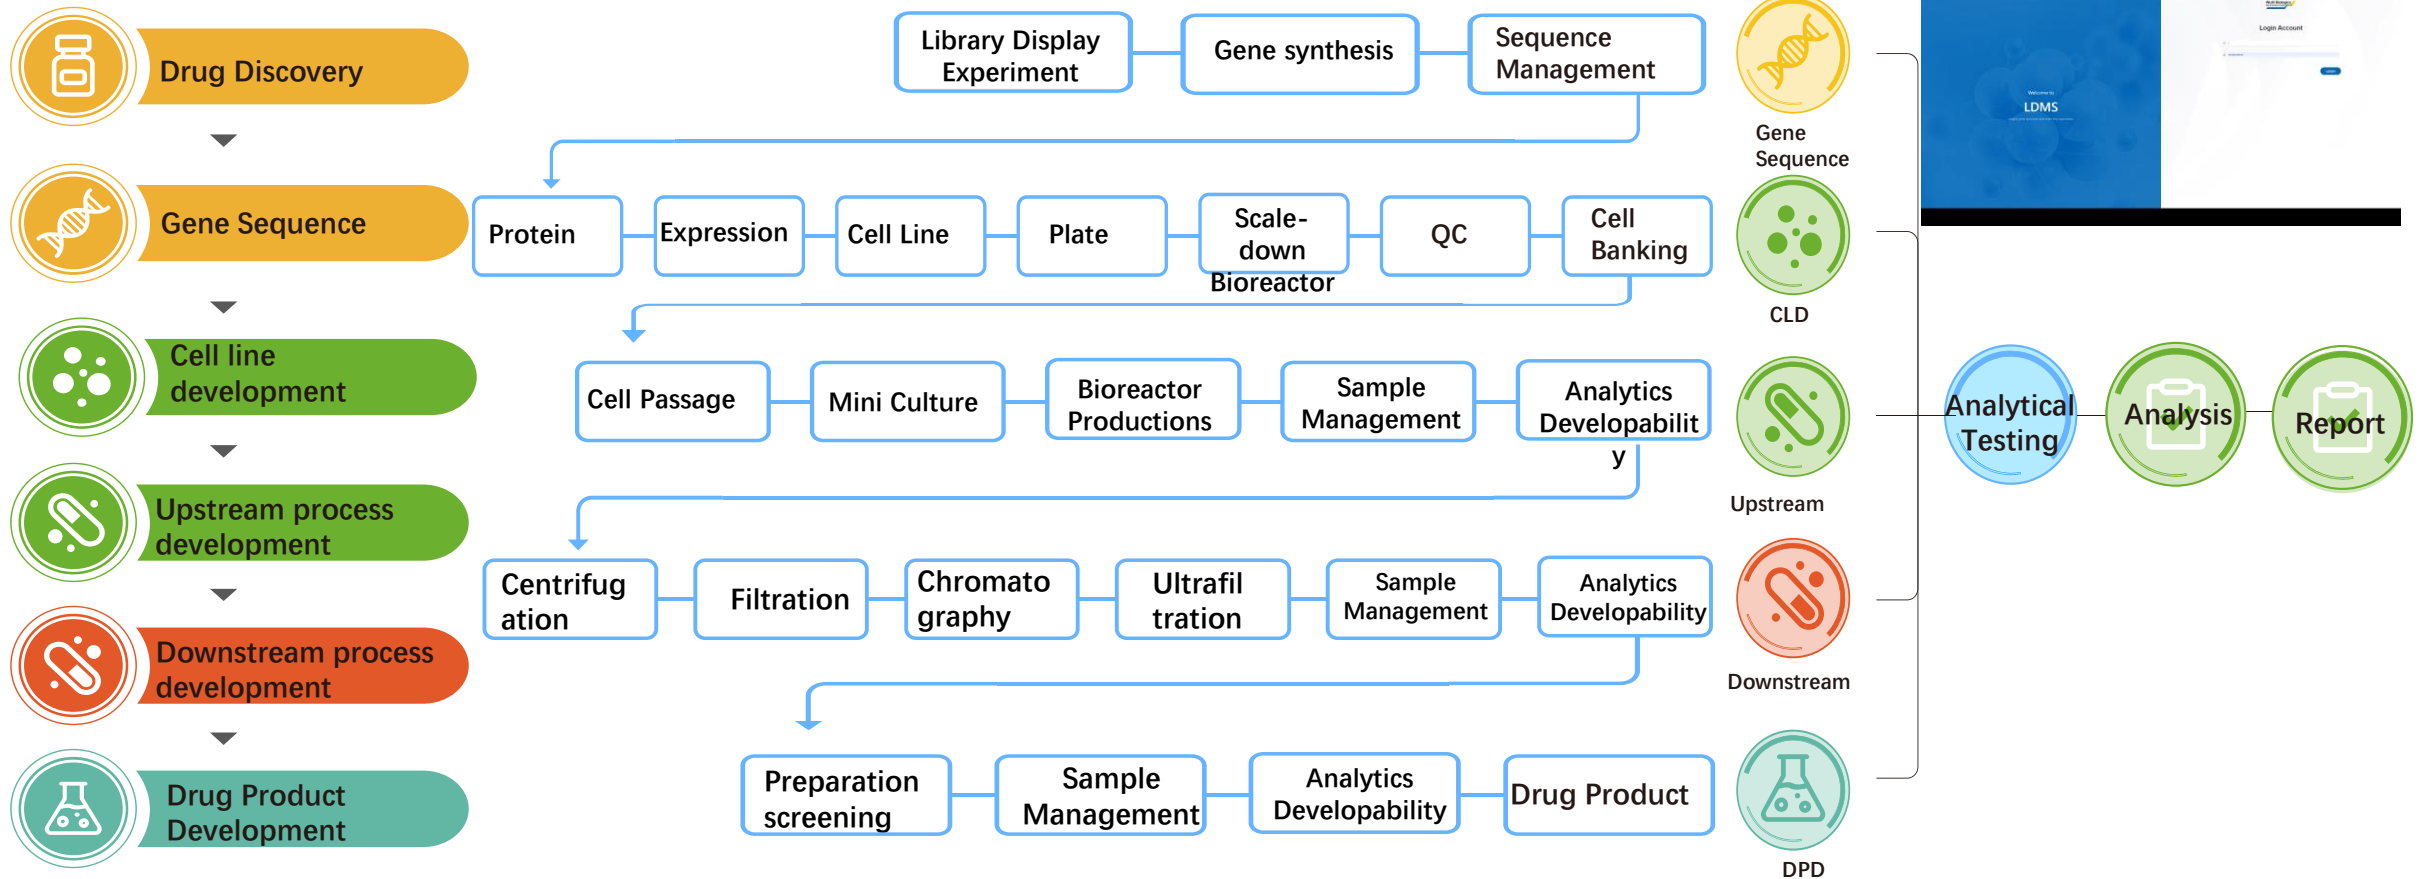 Drug Discovery
Gene Sequence
Cell line
development
Upstream process
development
Downstream process
development
Drug Product
Development
Library Display
Experiment
Gene synthesis
Sequence
Management
Protein
Expression
Cell Line
Plate
Scale-
down
Bioreactor
QC
Cell
Banking
Cell Passage
Mini Culture
Bioreactor
Productions
Sample
Management
Analytics
Developabilit
y
Centrifug
ation
Filtration
Chromato
graphy
Ultrafil
tration
Sample
Management
Analytics
Developability
Preparation
screening
Sample
Management
Analytics
Developability
Drug Product
Gene
Sequence
CLD
Upstream
Downstream
DPD
Welcome to
LDMS
Login Account
Analytical
Testing
Analysis
Report